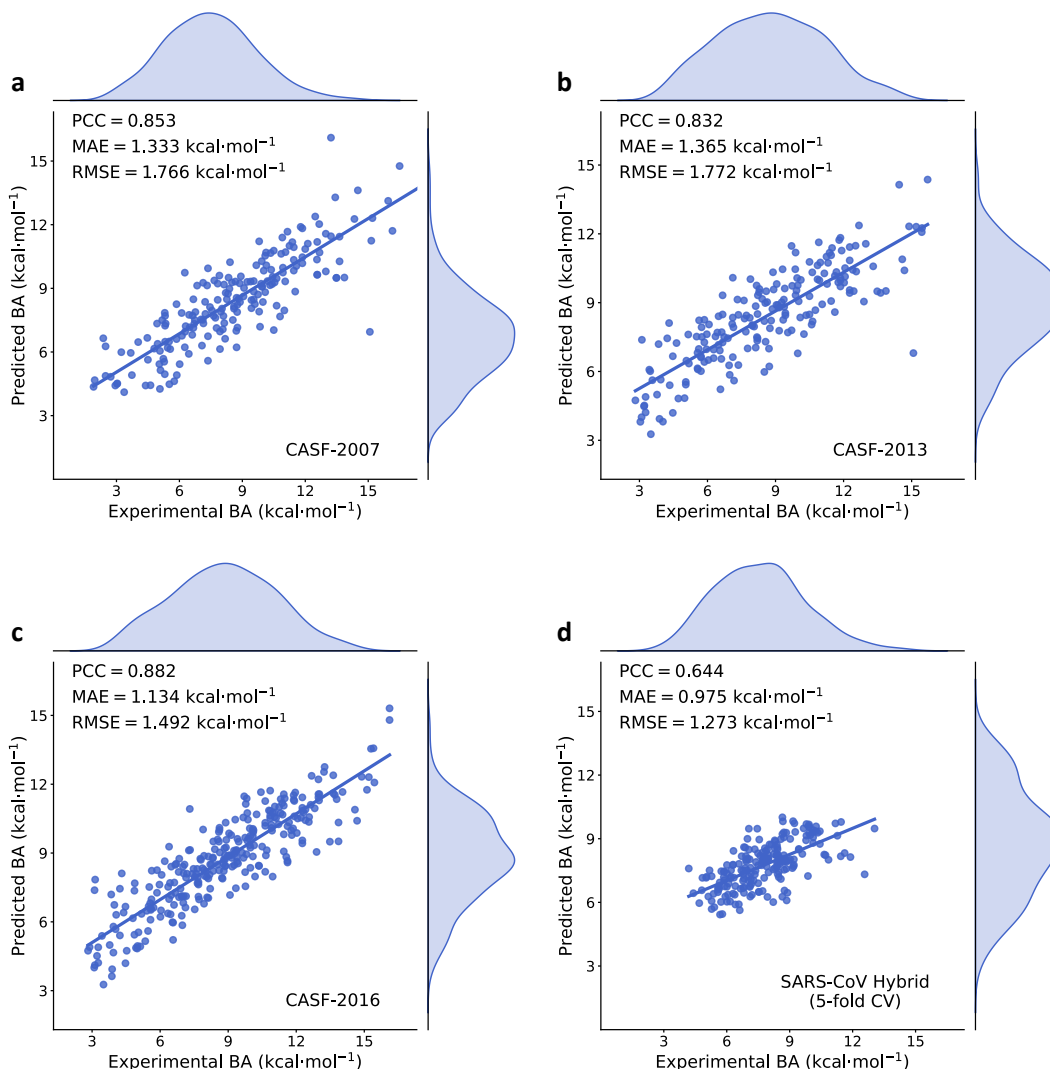 a
PCC = 0.853
MAE = 1.333 kcal·mol⁻¹
RMSE = 1.766 kcal·mol⁻¹
15
12
9
6
3
Predicted BA (kcal·mol⁻¹)
CASF-2007
3 6 9 12 15
Experimental BA (kcal·mol⁻¹)
b
PCC = 0.832
MAE = 1.365 kcal·mol⁻¹
RMSE = 1.772 kcal·mol⁻¹
15
12
9
6
3
Predicted BA (kcal·mol⁻¹)
CASF-2013
3 6 9 12 15
Experimental BA (kcal·mol⁻¹)
c
PCC = 0.882
MAE = 1.134 kcal·mol⁻¹
RMSE = 1.492 kcal·mol⁻¹
15
12
9
6
3
Predicted BA (kcal·mol⁻¹)
CASF-2016
3 6 9 12 15
Experimental BA (kcal·mol⁻¹)
d
PCC = 0.644
MAE = 0.975 kcal·mol⁻¹
RMSE = 1.273 kcal·mol⁻¹
15
12
9
6
3
Predicted BA (kcal·mol⁻¹)
SARS-CoV Hybrid
(5-fold CV)
3 6 9 12 15
Experimental BA (kcal·mol⁻¹)